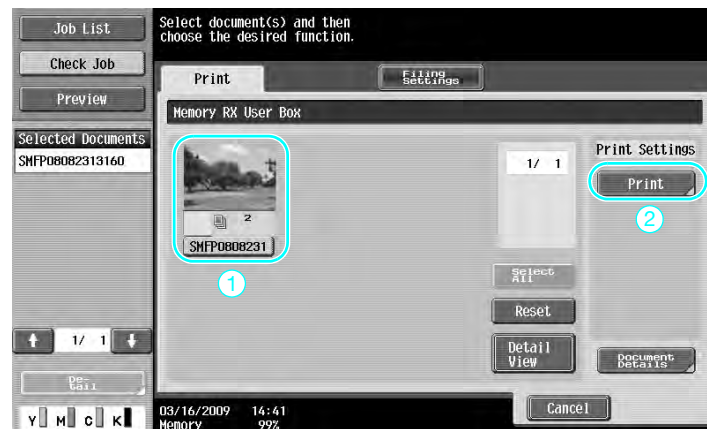 Select document(s) and then
choose the desired function.
Job List
Check Job
Preview
Print
Filing
Settings
Memory RX User Box
Selected Documents
SMFP08082313160
2
SMFP0808231
1
1/ 1
Print Settings
Print
2
Select
All
Reset
Detail
View
Document
Details
1/ 1
De-
tail
Y M C K
03/16/2009 14:41
Memory 99%
Cancel